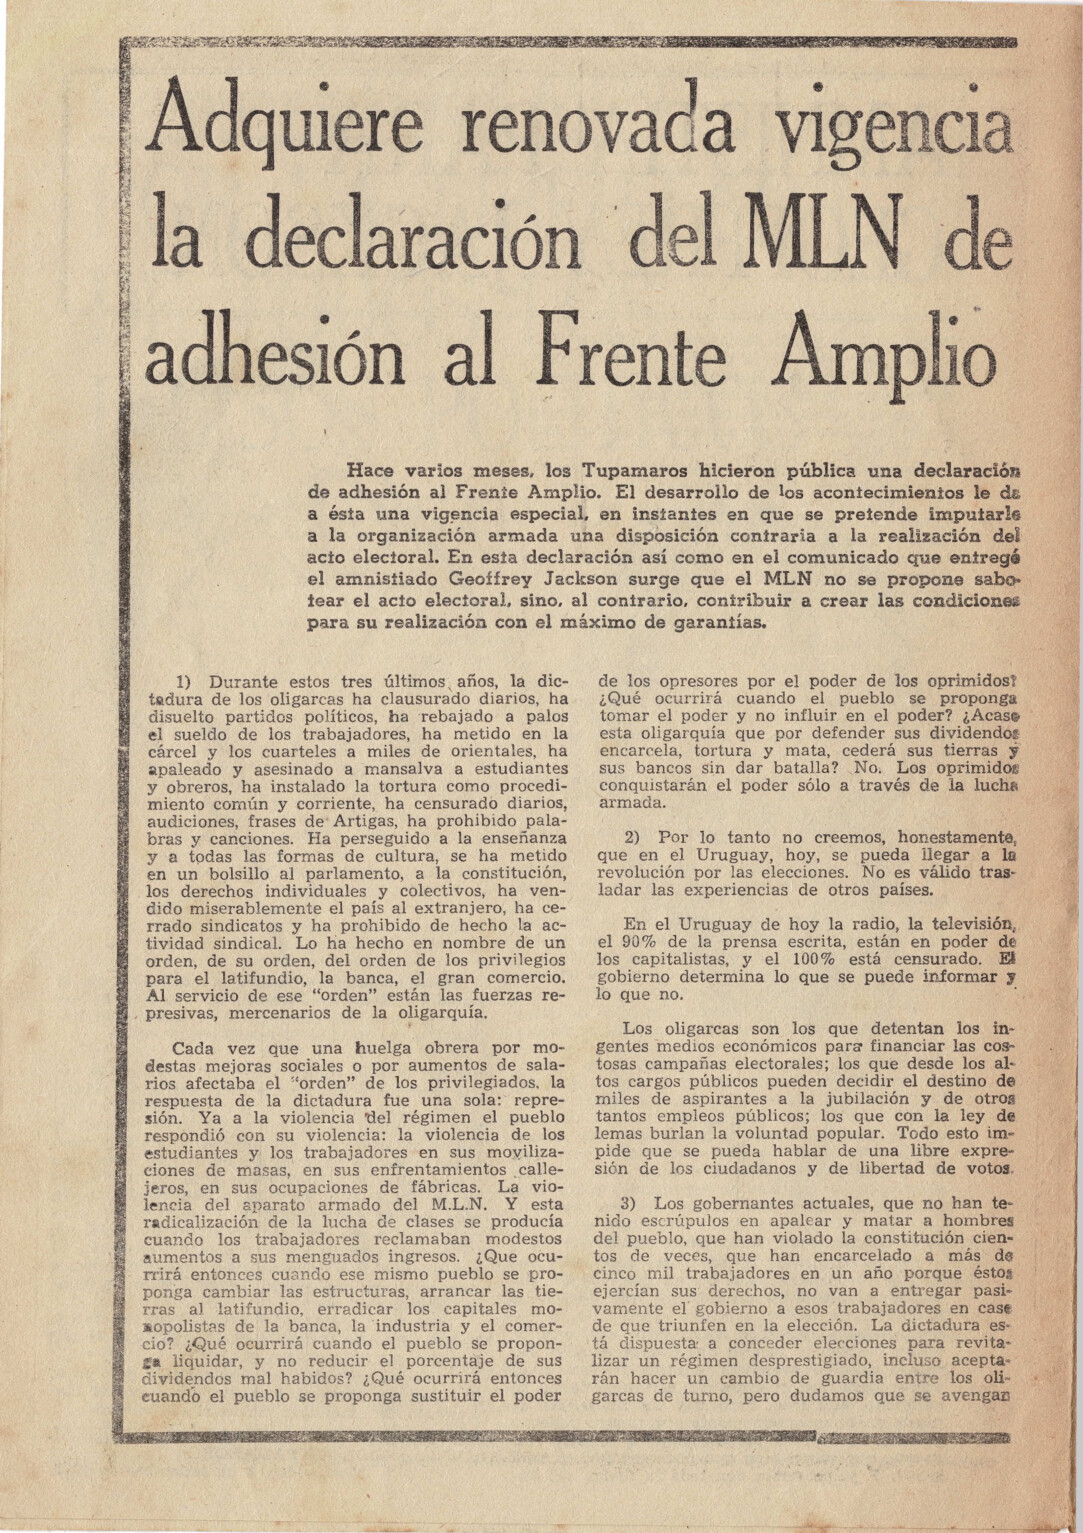 Adquiere renovada vigencia
la declaración del MLN de
adhesión al Frente Amplio
Hace varios meses, los Tupamaros hicieron pública una declaración
de adhesión al Frente Amplio. El desarrollo de los acontecimientos le da
a ésta una vigencia especial, en instantes en que se pretende imputarle
a la organización armada una disposición contraria a la realización del
acto electoral. En esta declaración así como en el comunicado que entregó
el amnistiado Geoffrey Jackson surge que el MLN no se propone sabo-
tear el acto electoral, sino, al contrario, contribuir a crear las condiciones
para su realización con el máximo de garantías.
1) Durante estos tres últimos años, la dic-
tadura de los oligarcas ha clausurado diarios, ha
disuelto partidos políticos, ha rebajado a palos
el sueldo de los trabajadores, ha metido en la
cárcel y los cuarteles a miles de orientales, ha
apaleado y asesinado a mansalva a estudiantes
y obreros, ha instalado la tortura como procedi-
miento común y corriente, ha censurado diarios,
audiciones, frases de Artigas, ha prohibido pala-
bras y canciones. Ha perseguido a la enseñanza
y a todas las formas de cultura, se ha metido
en un bolsillo al parlamento, a la constitución,
los derechos individuales y colectivos, ha ven-
dido miserablemente el país al extranjero, ha ce-
rrado sindicatos y ha prohibido de hecho la ac-
tividad sindical. Lo ha hecho en nombre de un
orden, de su orden, del orden de los privilegios
para el latifundio, la banca, el gran comercio.
Al servicio de ese "orden" están las fuerzas re-
presivas, mercenarios de la oligarquía.
Cada vez que una huelga obrera por mo-
destas mejoras sociales o por aumentos de sala-
rios afectaba el "orden" de los privilegiados, la
respuesta de la dictadura fue una sola: repre-
sión. Ya a la violencia del régimen el pueblo
respondió con su violencia: la violencia de los
estudiantes y los trabajadores en sus moviliza-
ciones de masas, en sus enfrentamientos calle-
jeros, en sus ocupaciones de fábricas. La vio-
lencia del aparato armado del M.L.N. Y esta
radicalización de la lucha de clases se producía
cuando los trabajadores reclamaban modestos
aumentos a sus menguados ingresos. ¿Que ocu-
rrirá entonces cuando ese mismo pueblo se pro-
ponga cambiar las estructuras, arrancar las tie-
rras al latifundio, erradicar los capitales mo-
nopolistas de la banca, la industria y el comer-
cio? ¿Qué ocurrirá cuando el pueblo se propon-
ga liquidar, y no reducir el porcentaje de sus
dividendos mal habidos? ¿Qué ocurrirá entonces
cuando el pueblo se proponga sustituir el poder
de los opresores por el poder de los oprimidos?
¿Qué ocurrirá cuando el pueblo se proponga
tomar el poder y no influir en el poder? ¿Acaso
esta oligarquía que por defender sus dividendos
encarcela, tortura y mata, cederá sus tierras y
sus bancos sin dar batalla? No. Los oprimidos
conquistarán el poder sólo a través de la lucha
armada.
2) Por lo tanto no creemos, honestamente,
que en el Uruguay, hoy, se pueda llegar a la
revolución por las elecciones. No es válido tras-
ladar las experiencias de otros países.
En el Uruguay de hoy la radio, la televisión,
el 90% de la prensa escrita, están en poder de
los capitalistas, y el 100% está censurado. El
gobierno determina lo que se puede informar y
lo que no.
Los oligarcas son los que detentan los in-
gentes medios económicos para financiar las cos-
tosas campañas electorales; los que desde los al-
tos cargos públicos pueden decidir el destino de
miles de aspirantes a la jubilación y de otros
tantos empleos públicos; los que con la ley de
lemas burlan la voluntad popular. Todo esto im-
pide que se pueda hablar de una libre expre-
sión de los ciudadanos y de libertad de votos.
3) Los gobernantes actuales, que no han te-
nido escrúpulos en apalear y matar a hombres
del pueblo, que han violado la constitución cien-
tos de veces, que han encarcelado a más de
cinco mil trabajadores en un año porque éstos
ejercían sus derechos, no van a entregar pasi-
vamente el gobierno a esos trabajadores en caso
de que triunfen en la elección. La dictadura es-
tá dispuesta a conceder elecciones para revita-
lizar un régimen desprestigiado, incluso acepta-
rán hacer un cambio de guardia entre los oli-
garcas de turno, pero dudamos que se avengan